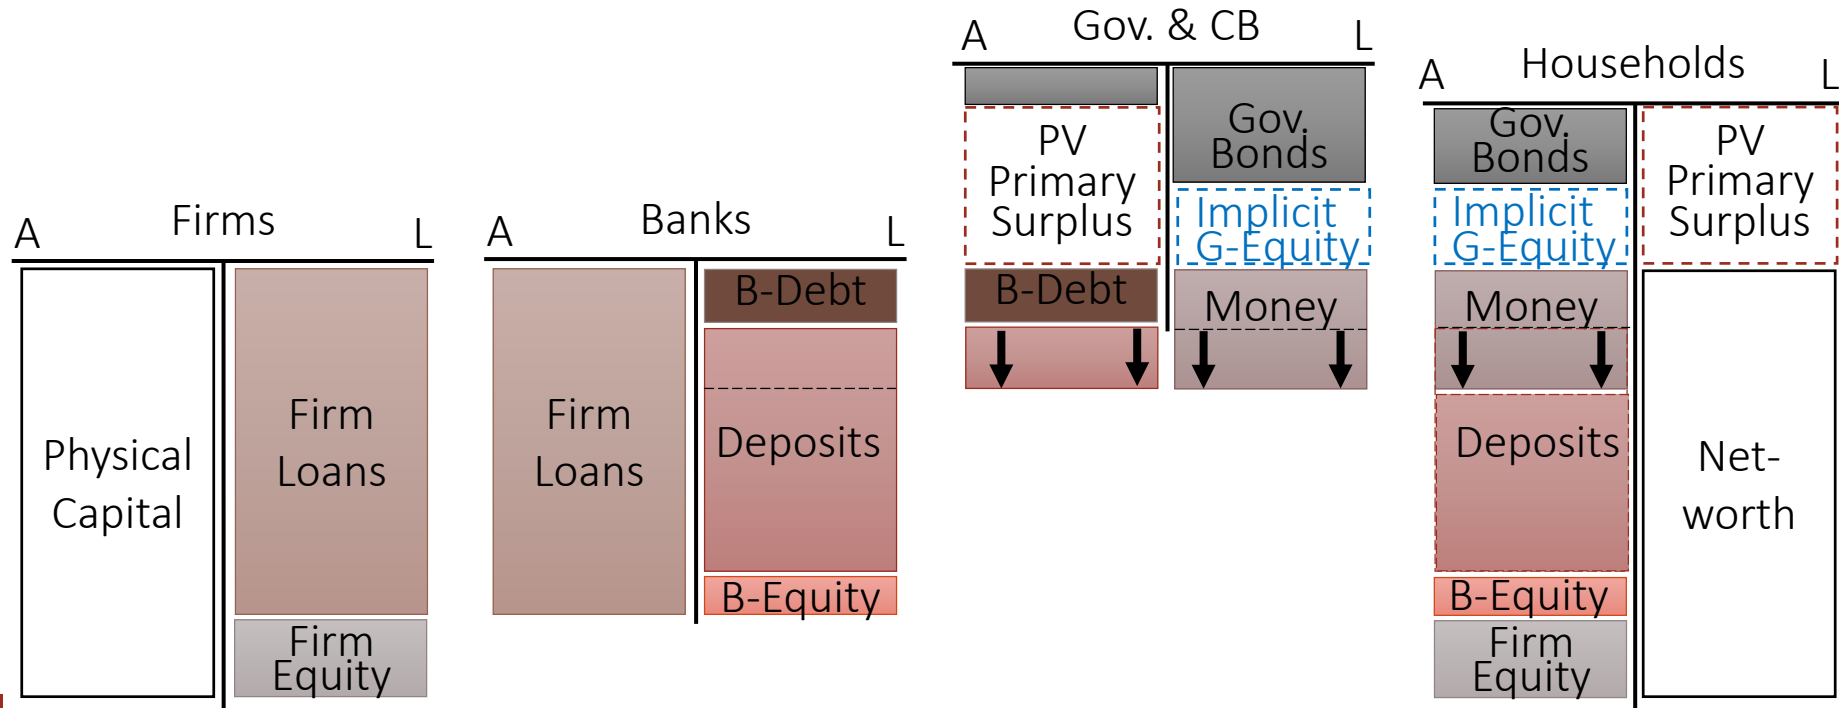 Firms
A
L
Physical
Capital
Firm
Loans
Firm
Equity
Banks
A
L
Firm
Loans
B-Debt
Deposits
B-Equity
Gov. & CB
A
L
PV
Primary
Surplus
B-Debt
Gov.
Bonds
Implicit
G-Equity
Money
Households
A
L
Gov.
Bonds
Implicit
G-Equity
Money
Deposits
B-Equity
Firm
Equity
PV
Primary
Surplus
Net-
worth